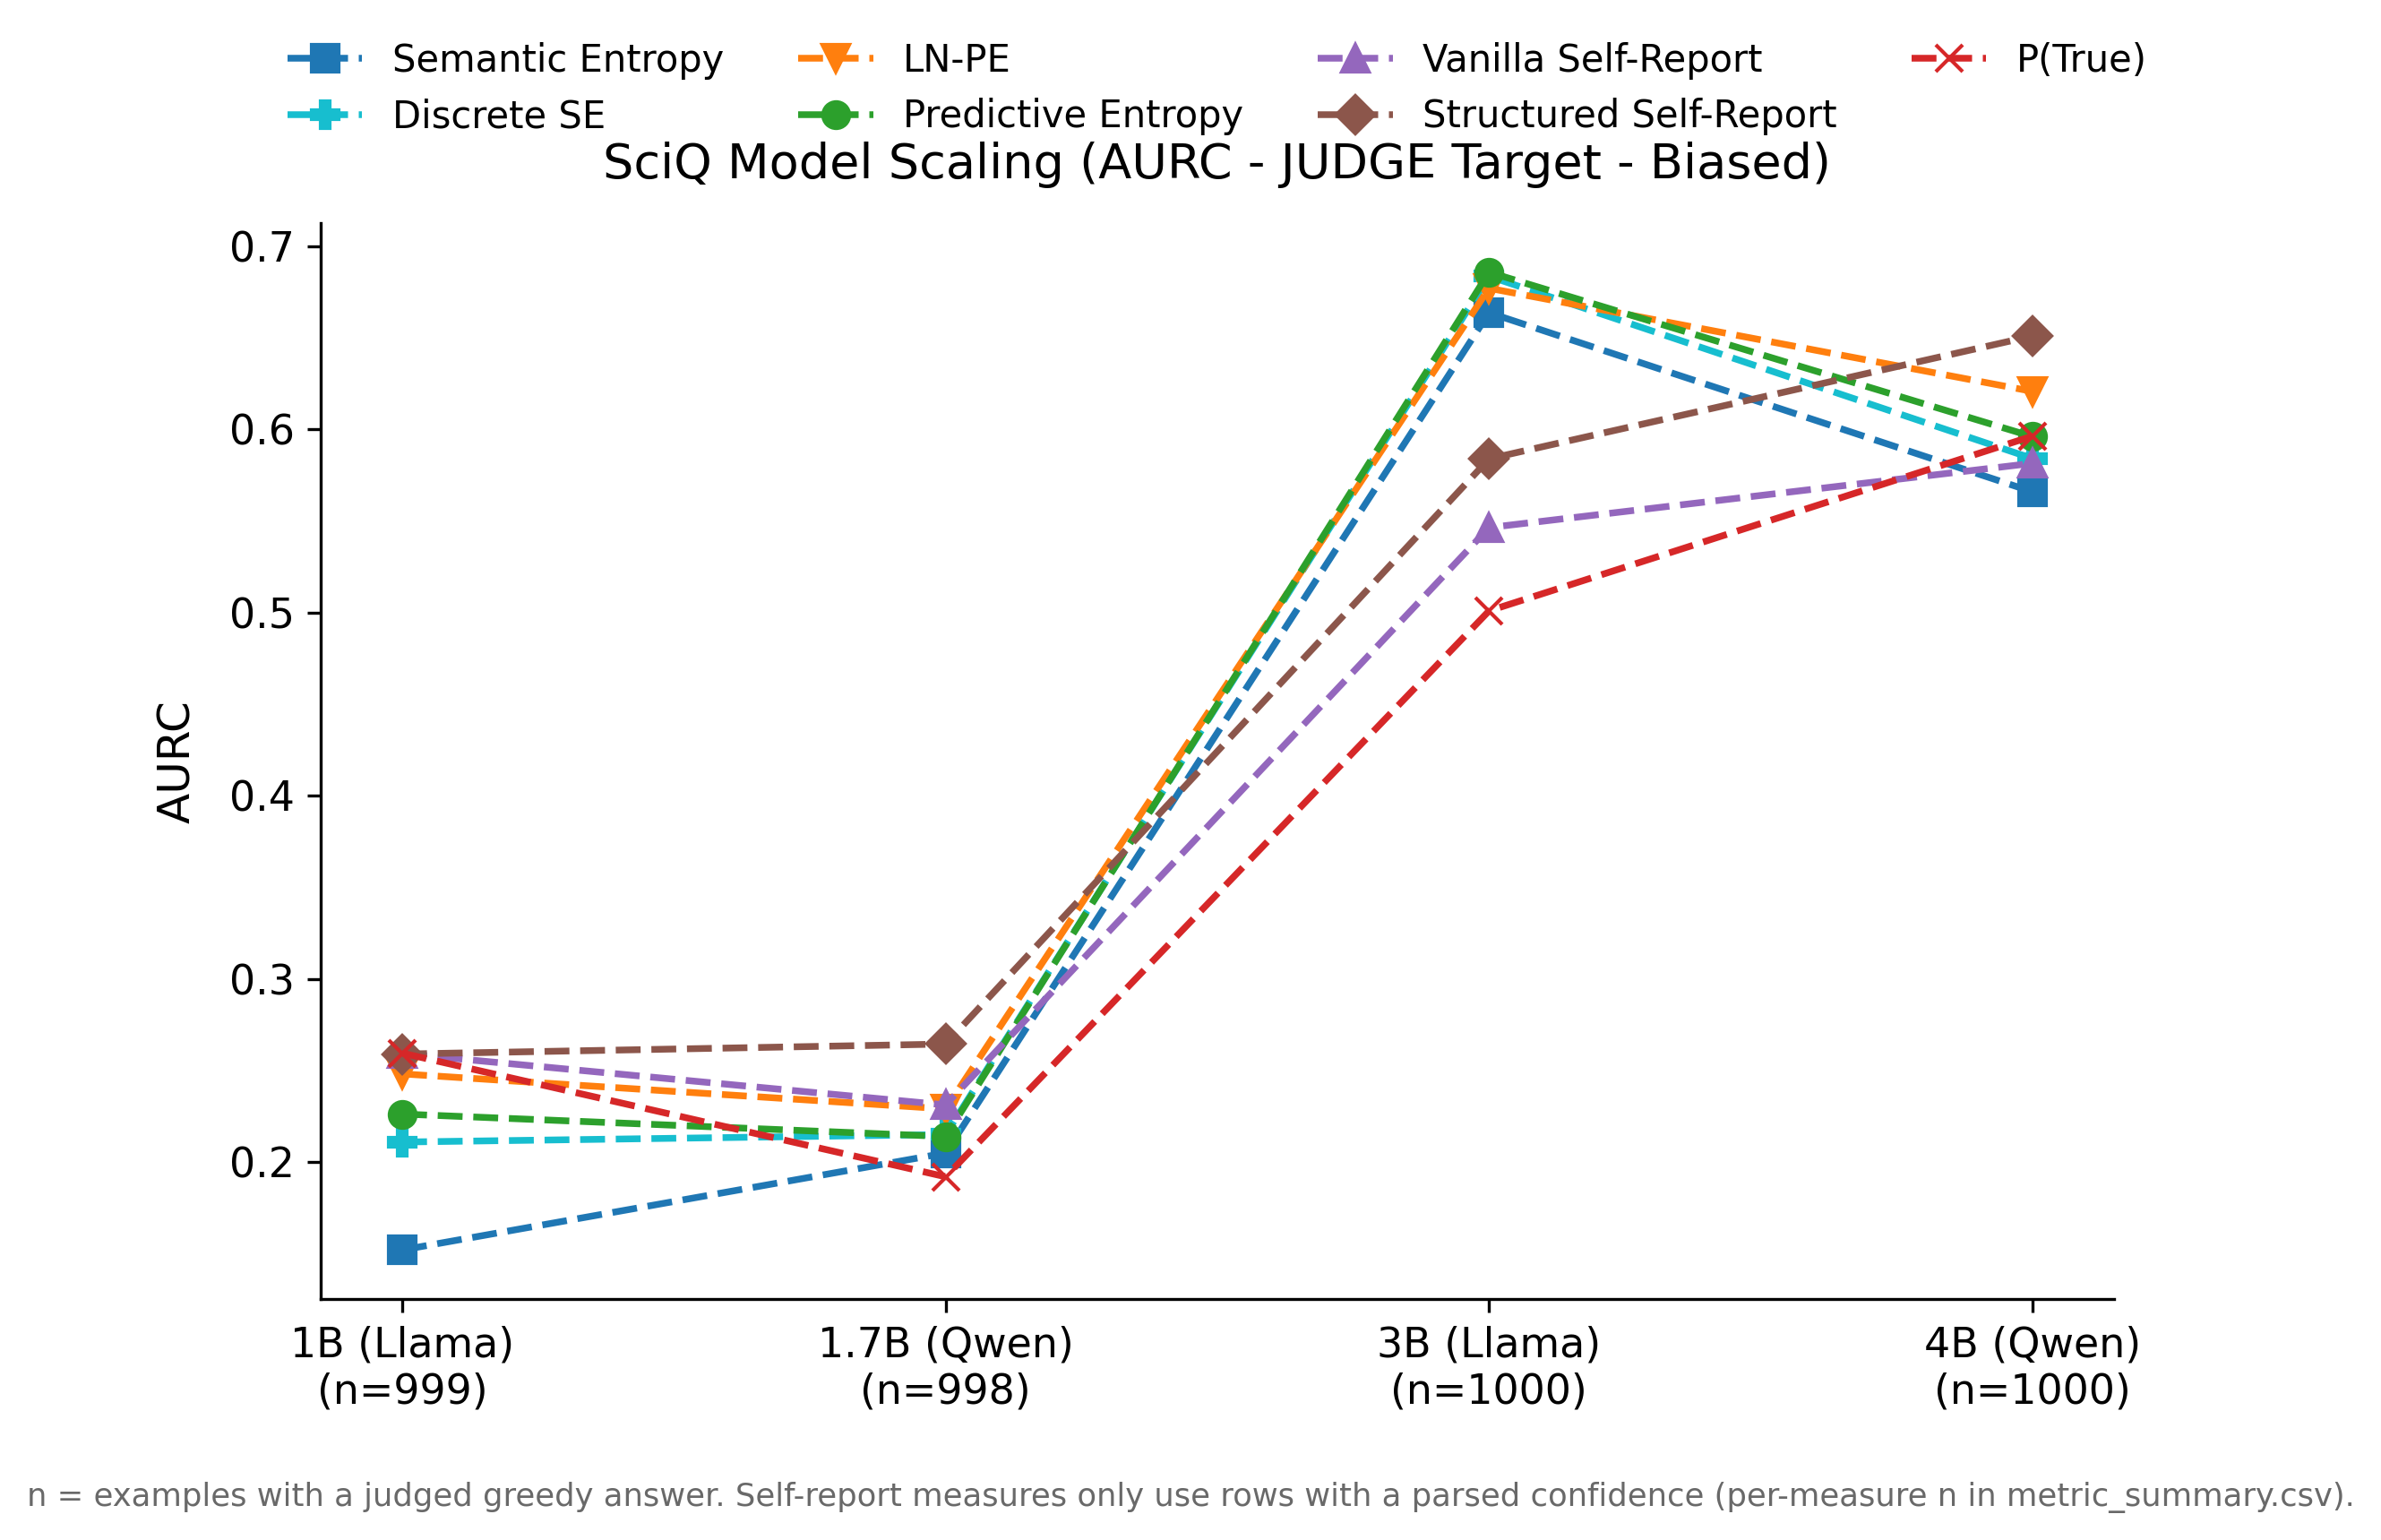 Semantic Entropy
Discrete SE
LN-PE
Predictive Entropy
Vanilla Self-Report
Structured Self-Report
P(True)
SciQ Model Scaling (AURC - JUDGE Target - Biased)
AURC
0.7
0.6
0.5
0.4
0.3
0.2
1B (Llama)
(n=999)
1.7B (Qwen)
(n=998)
3B (Llama)
(n=1000)
4B (Qwen)
(n=1000)
n = examples with a judged greedy answer. Self-report measures only use rows with a parsed confidence (per-measure n in metric_summary.csv).